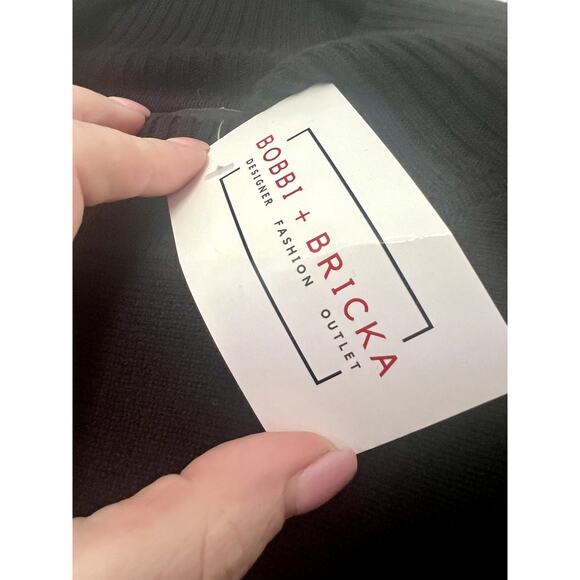 BOBBI + BRICKA
DESIGNER FASHION OUTLET